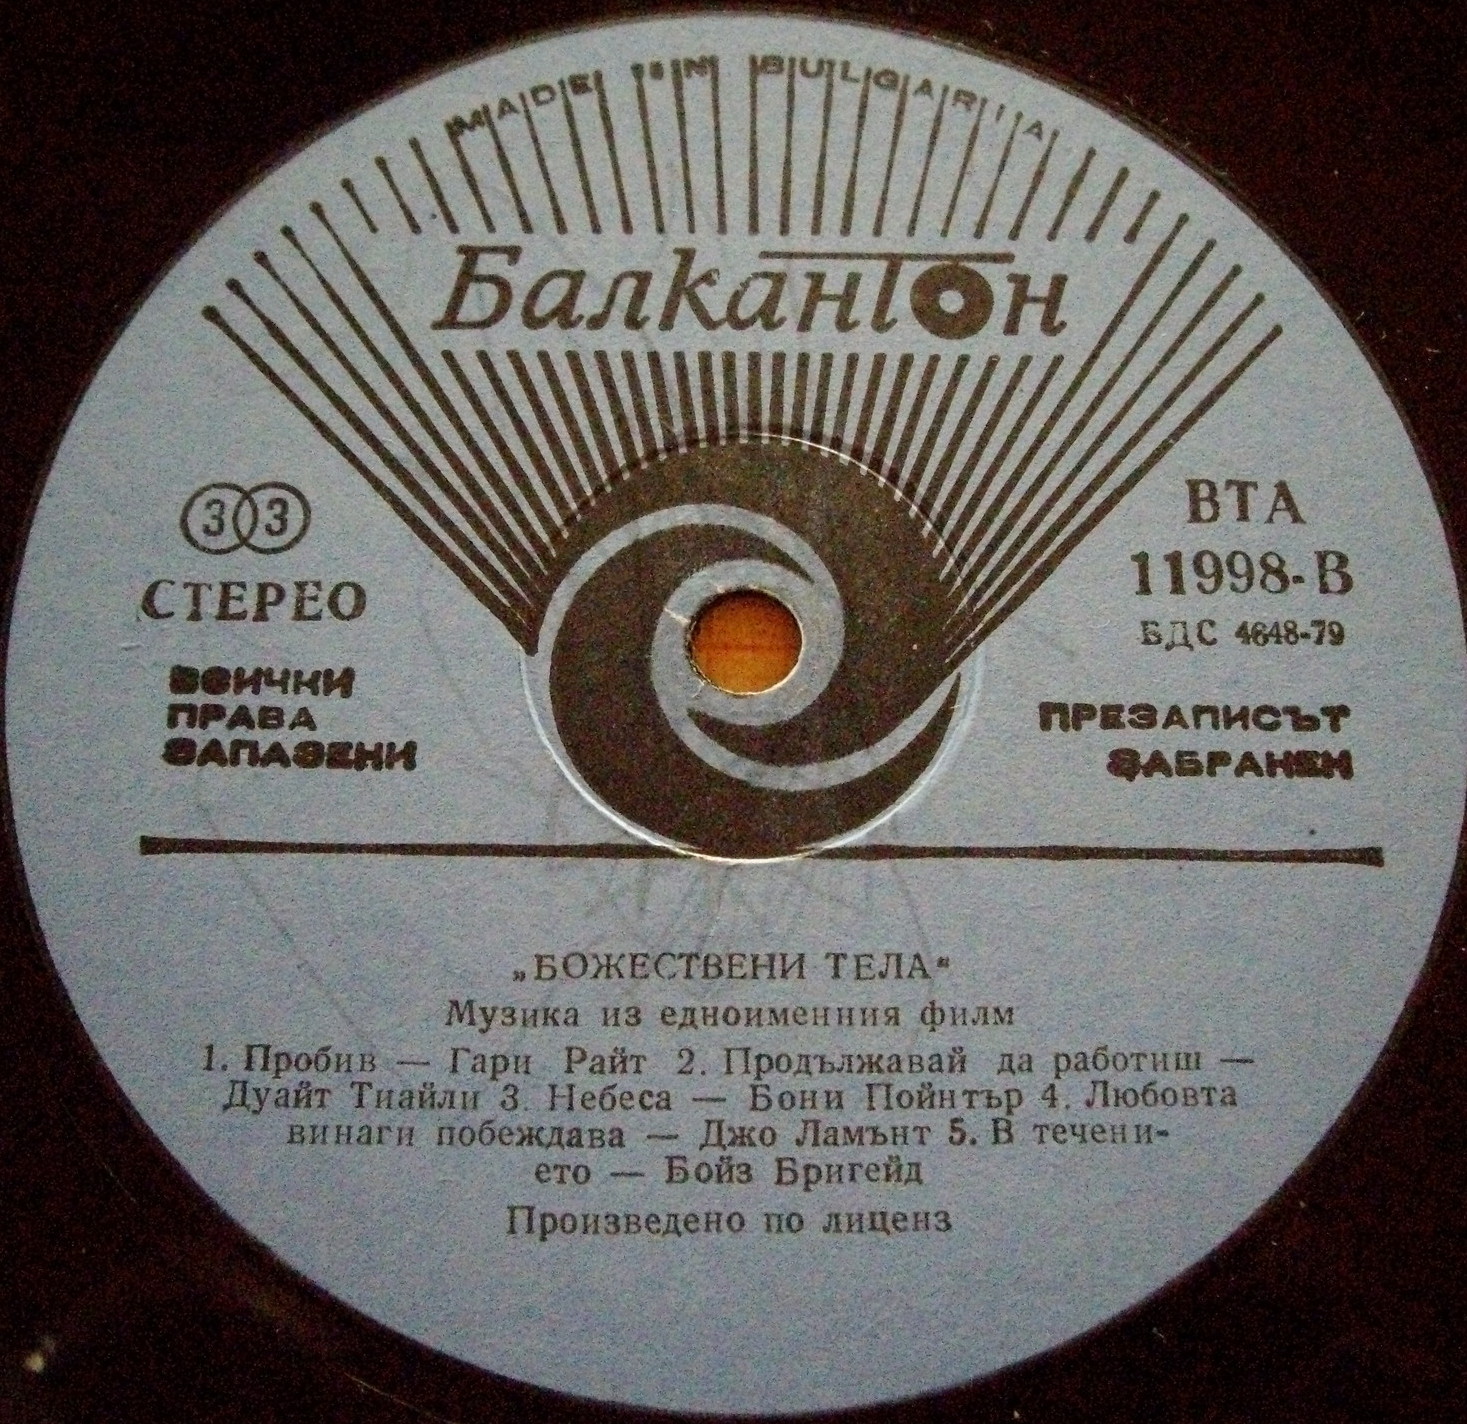 MADE IN BULGARIA
Балкантон
33
СТЕРЕО
ВСИЧКИ
ПРАВА
ЗАПАЗЕНИ
ВТА
11998-В
БДС 4648-79
ПРЕЗАПИСЪТ
ЗАБРАНЕН
„БОЖЕСТВЕНИ ТЕЛА“
Музика из едноименния филм
1. Пробив — Гари Райт 2. Продължавай да работиш —
Дуайт Тиайли 3. Небеса — Бони Пойнтър 4. Любовта
винаги побеждава — Джо Ламънт 5. В течени-
ето — Бойз Бригейд
Произведено по лиценз